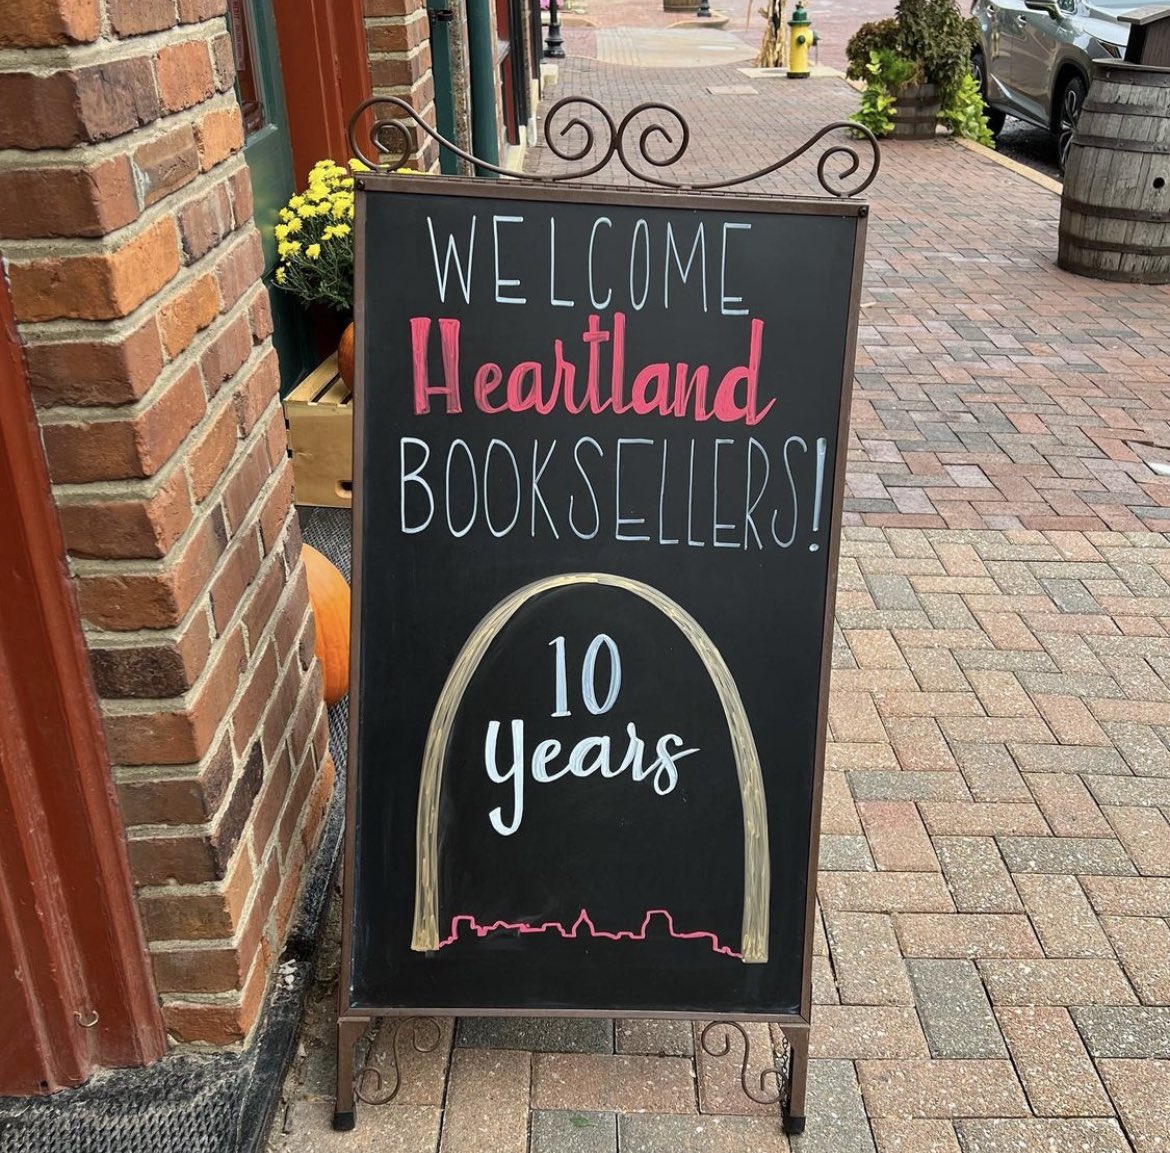 WELCOME
Heartland
BOOKSELLERS!
10
Years